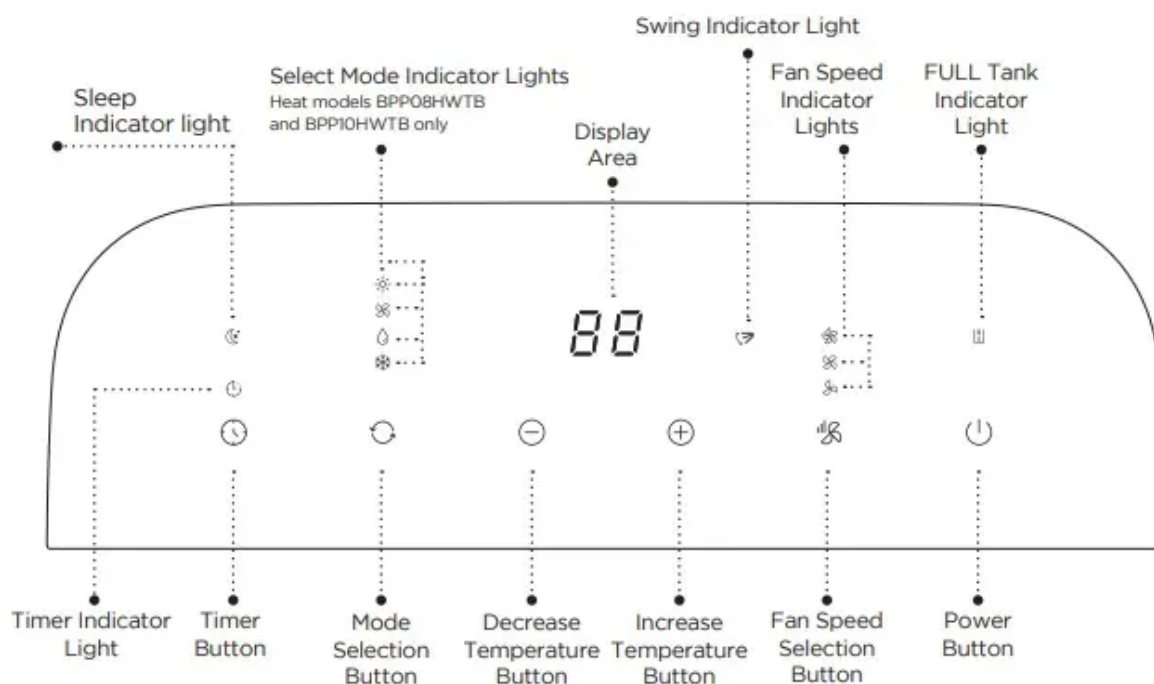 Swing Indicator Light
Sleep
Indicator light
Select Mode Indicator Lights
Heat models BPP08HWTB
and BPP10HWTB only
Display
Area
Fan Speed
Indicator
Lights
FULL Tank
Indicator
Light
88
Timer Indicator
Light
Timer
Button
Mode
Selection
Button
Decrease
Temperature
Button
Increase
Temperature
Button
Fan Speed
Selection
Button
Power
Button